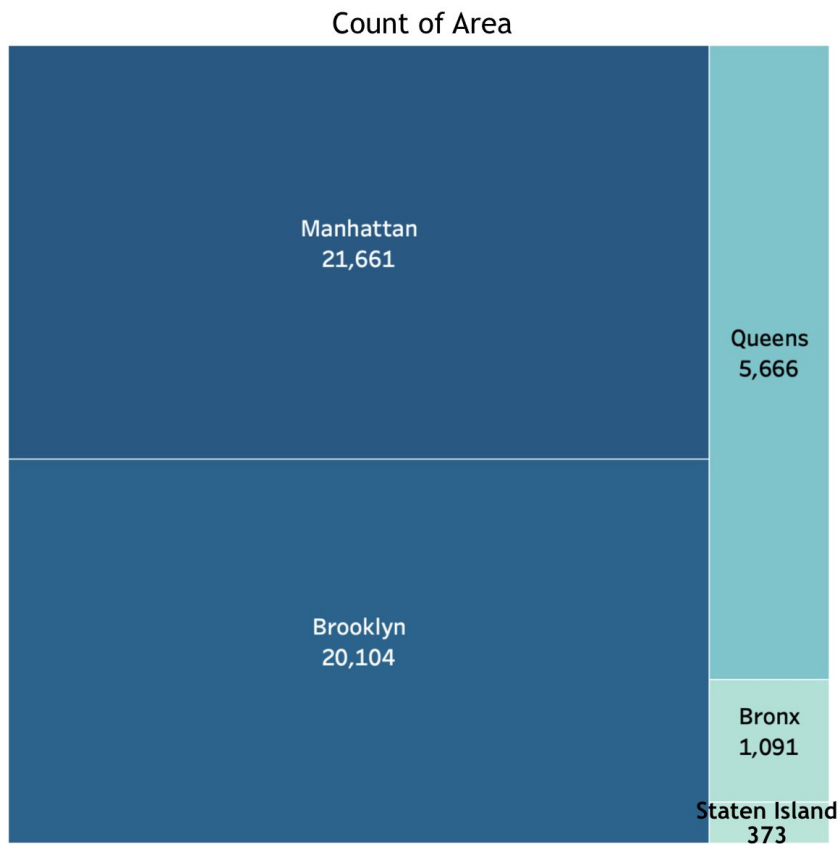 Count of Area
Manhattan
21,661
Brooklyn
20,104
Queens
5,666
Bronx
1,091
Staten Island
373